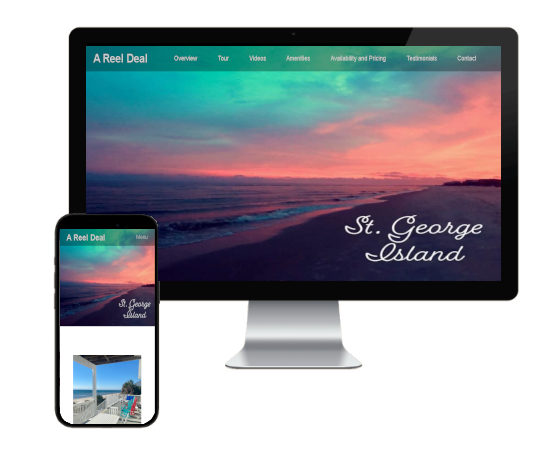 A Reel Deal Overview Tour Videos Amenities Availability and Pricing Testimonials Contact
St. George
Island
A Reel Deal Menu
St. George
Island